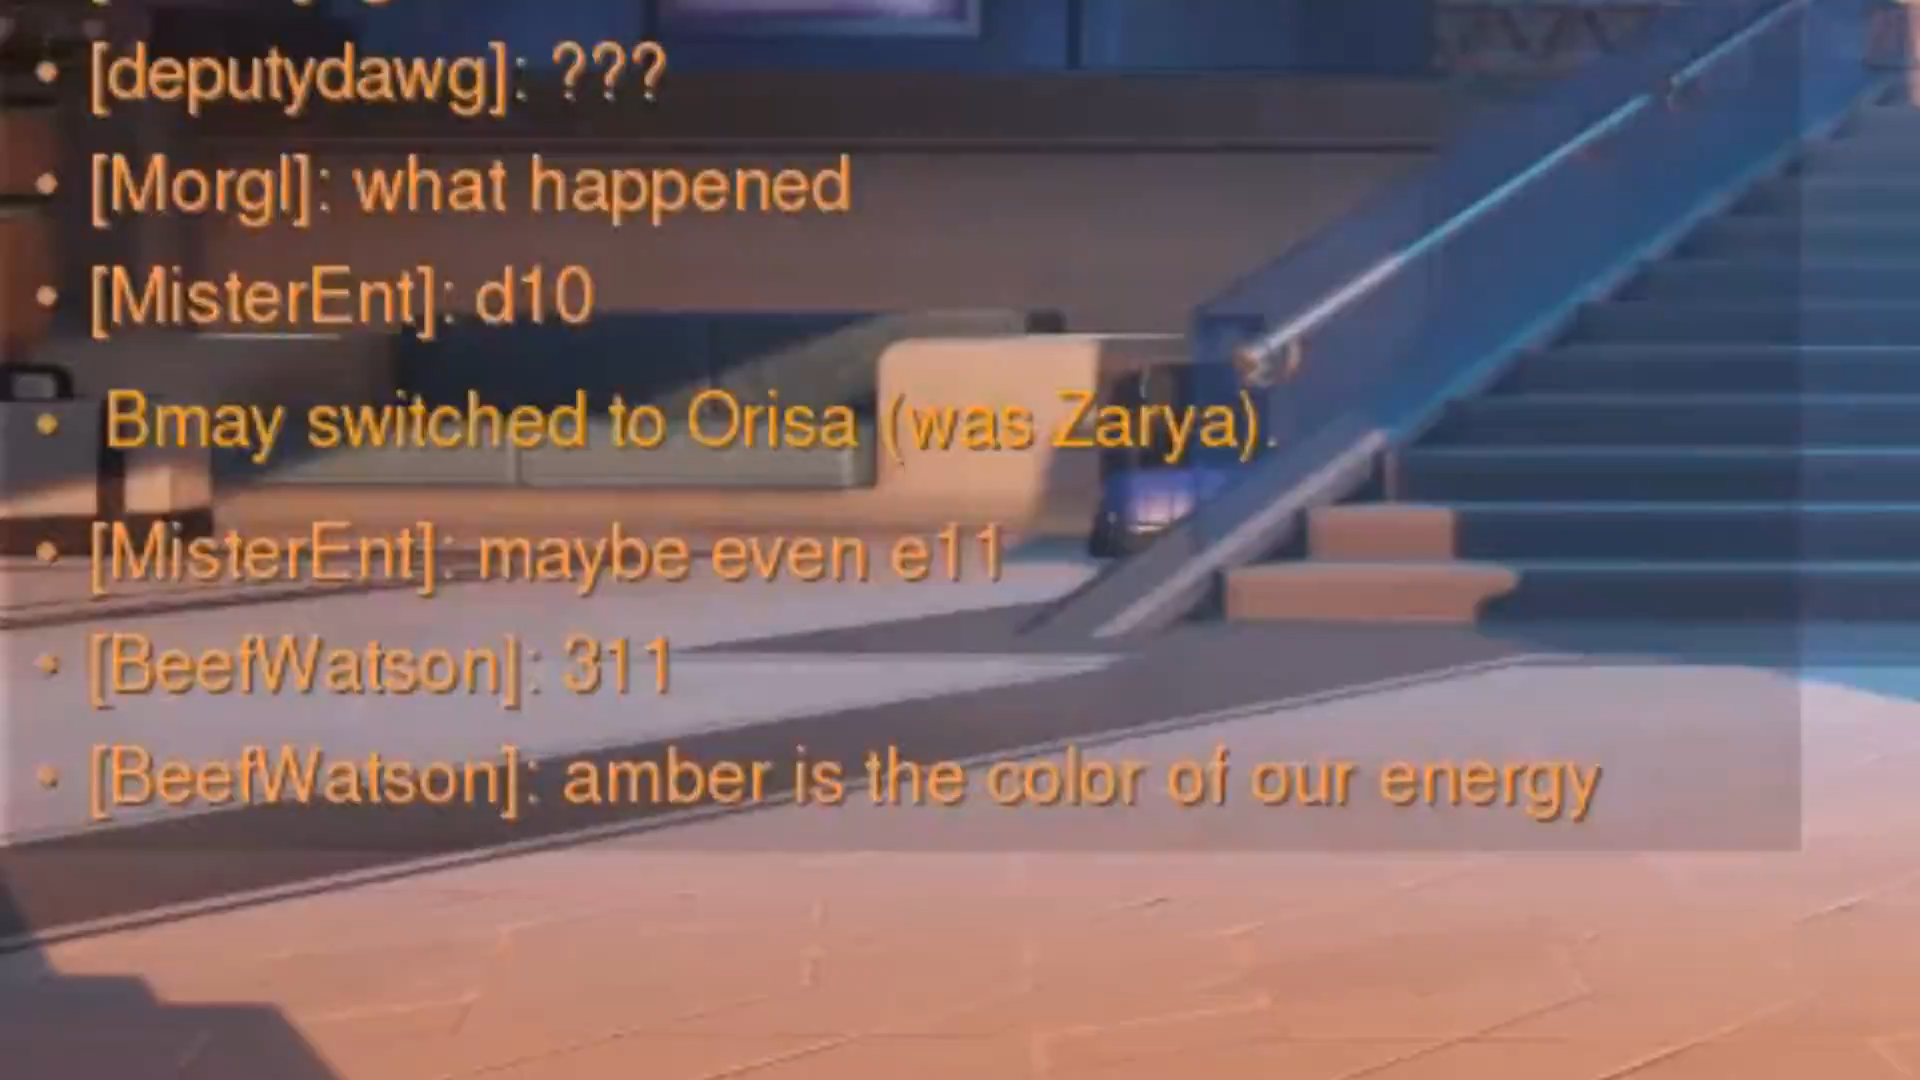 [deputydawg]: ???
[Morgl]: what happened
[MisterEnt]: d10
Bmay switched to Orisa (was Zarya).
[MisterEnt]: maybe even e11
[BeefWatson]: 311
[BeefWatson]: amber is the color of our energy